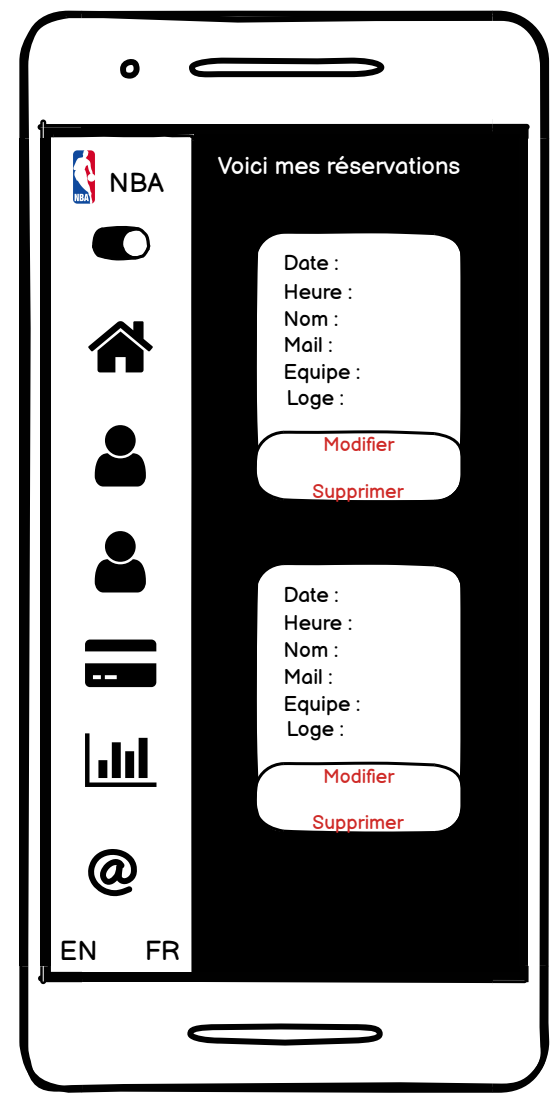 NBA
NBA
Voici mes réservations
Date :
Heure :
Nom :
Mail :
Equipe :
Loge :
Modifier
Supprimer
Date :
Heure :
Nom :
Mail :
Equipe :
Loge :
Modifier
Supprimer
@
EN FR